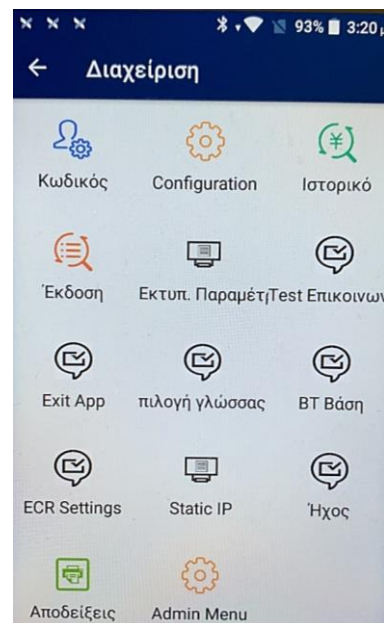 93% 3:20 μ
← Διαχείριση
Κωδικός Configuration Ιστορικό
Έκδοση Εκτυπ. Παραμέτρ Test Επικοινων
Exit App πιλογή γλώσσας BT Βάση
ECR Settings Static IP Ήχος
Αποδείξεις Admin Menu